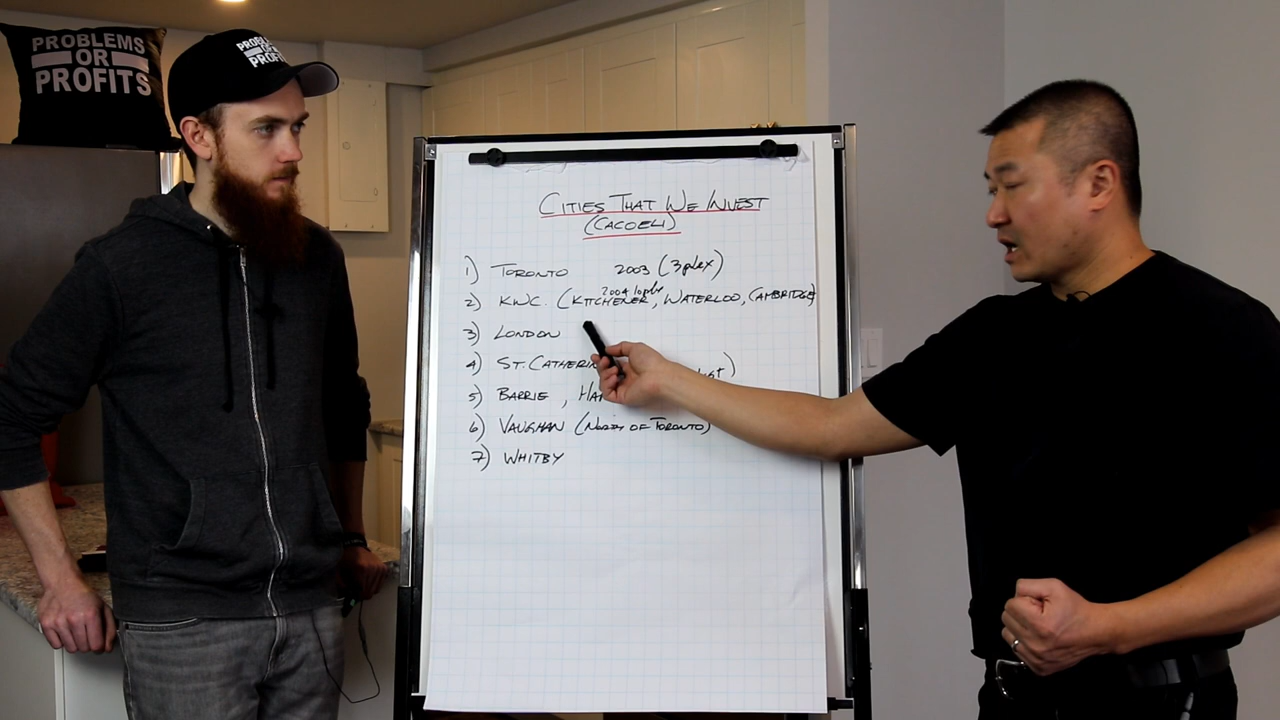 PROBLEMS
OR
PROFITS
PROBLEMS
OR
PROFITS
CITIES THAT WE INVEST
(CACOELI)
1) TORONTO 2003 (3plex)
2004 10plex
2) KWC. (KITCHENER, WATERLOO, CAMBRIDGE)
3) LONDON
4) ST. CATHERIN
5) BARRIE, HA
6) VAUGHAN (NORTH OF TORONTO)
7) WHITBY